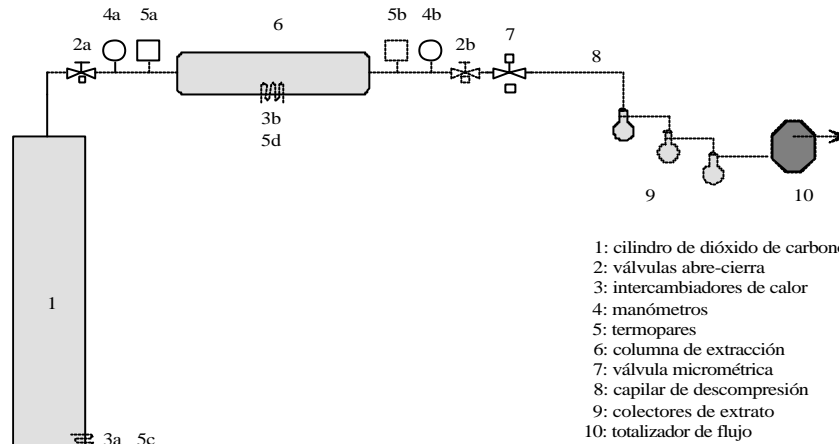 4a 5a 6 5b 4b 7
2a 2b 8
3b
5d
9 10
1
3a 5c
1: cilindro de dióxido de carbono
2: válvulas abre-cierra
3: intercambiadores de calor
4: manómetros
5: termopares
6: columna de extracción
7: válvula micrométrica
8: capilar de descompresión
9: colectores de extrato
10: totalizador de flujo